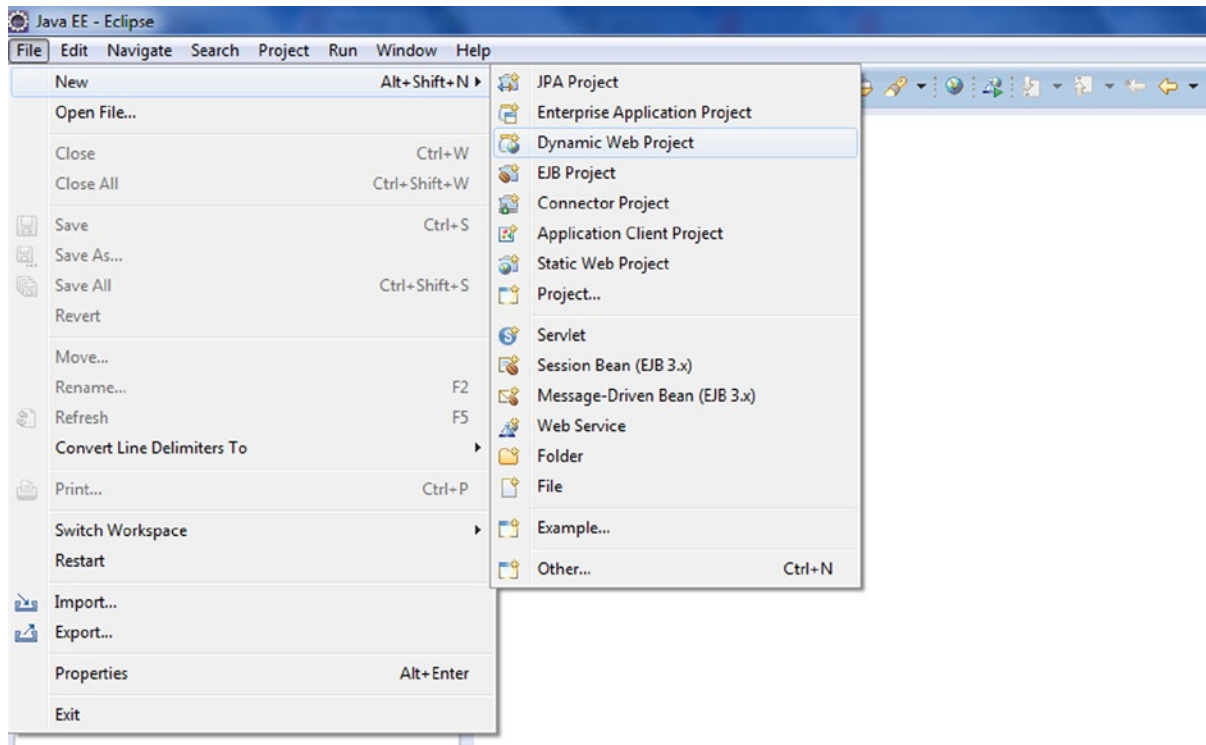 Java EE - Eclipse
File Edit Navigate Search Project Run Window Help
New Alt+Shift+N
Open File...
Close Ctrl+W
Close All Ctrl+Shift+W
Save Ctrl+S
Save As...
Save All Ctrl+Shift+S
Revert
Move...
Rename... F2
Refresh F5
Convert Line Delimiters To
Print... Ctrl+P
Switch Workspace
Restart
Import...
Export...
Properties Alt+Enter
Exit
JPA Project
Enterprise Application Project
Dynamic Web Project
EJB Project
Connector Project
Application Client Project
Static Web Project
Project...
Servlet
Session Bean (EJB 3.x)
Message-Driven Bean (EJB 3.x)
Web Service
Folder
File
Example...
Other... Ctrl+N